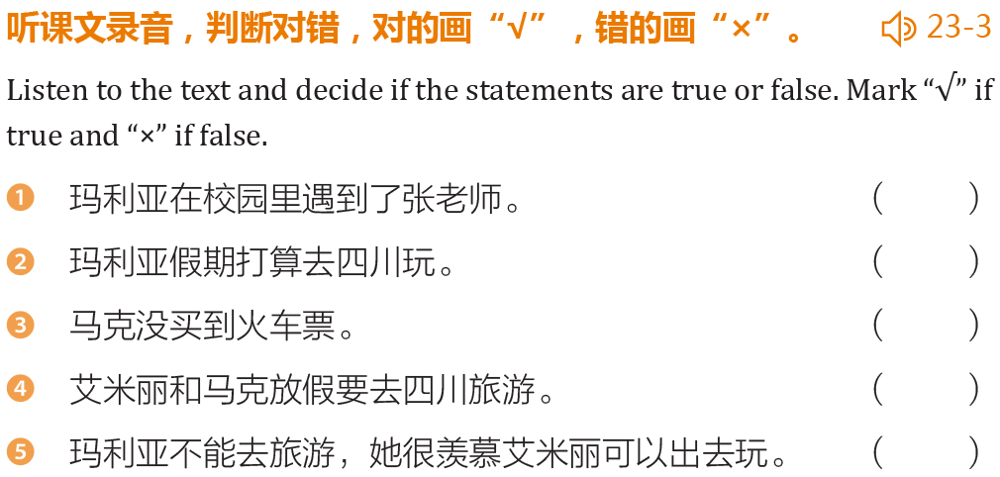 听课文录音，判断对错，对的画“√”，错的画“×”。 23-3
Listen to the text and decide if the statements are true or false. Mark “√” if
true and “×” if false.
1 玛利亚在校园里遇到了张老师。 （ ）
2 玛利亚假期打算去四川玩。 （ ）
3 马克没买到火车票。 （ ）
4 艾米丽和马克放假要去四川旅游。 （ ）
5 玛利亚不能去旅游，她很羡慕艾米丽可以出去玩。 （ ）